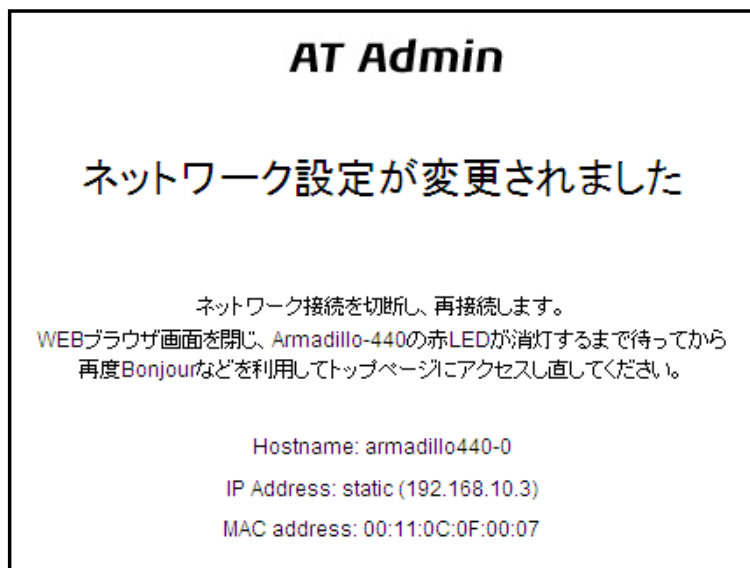 AT Admin
ネットワーク設定が変更されました
ネットワーク接続を切断し、再接続します。
WEBブラウザ画面を閉じ、Armadillo-440の赤LEDが消灯するまで待ってから
再度Bonjourなどを利用してトップページにアクセスし直してください。
Hostname: armadillo440-0
IP Address: static (192.168.10.3)
MAC address: 00:11:0C:0F:00:07